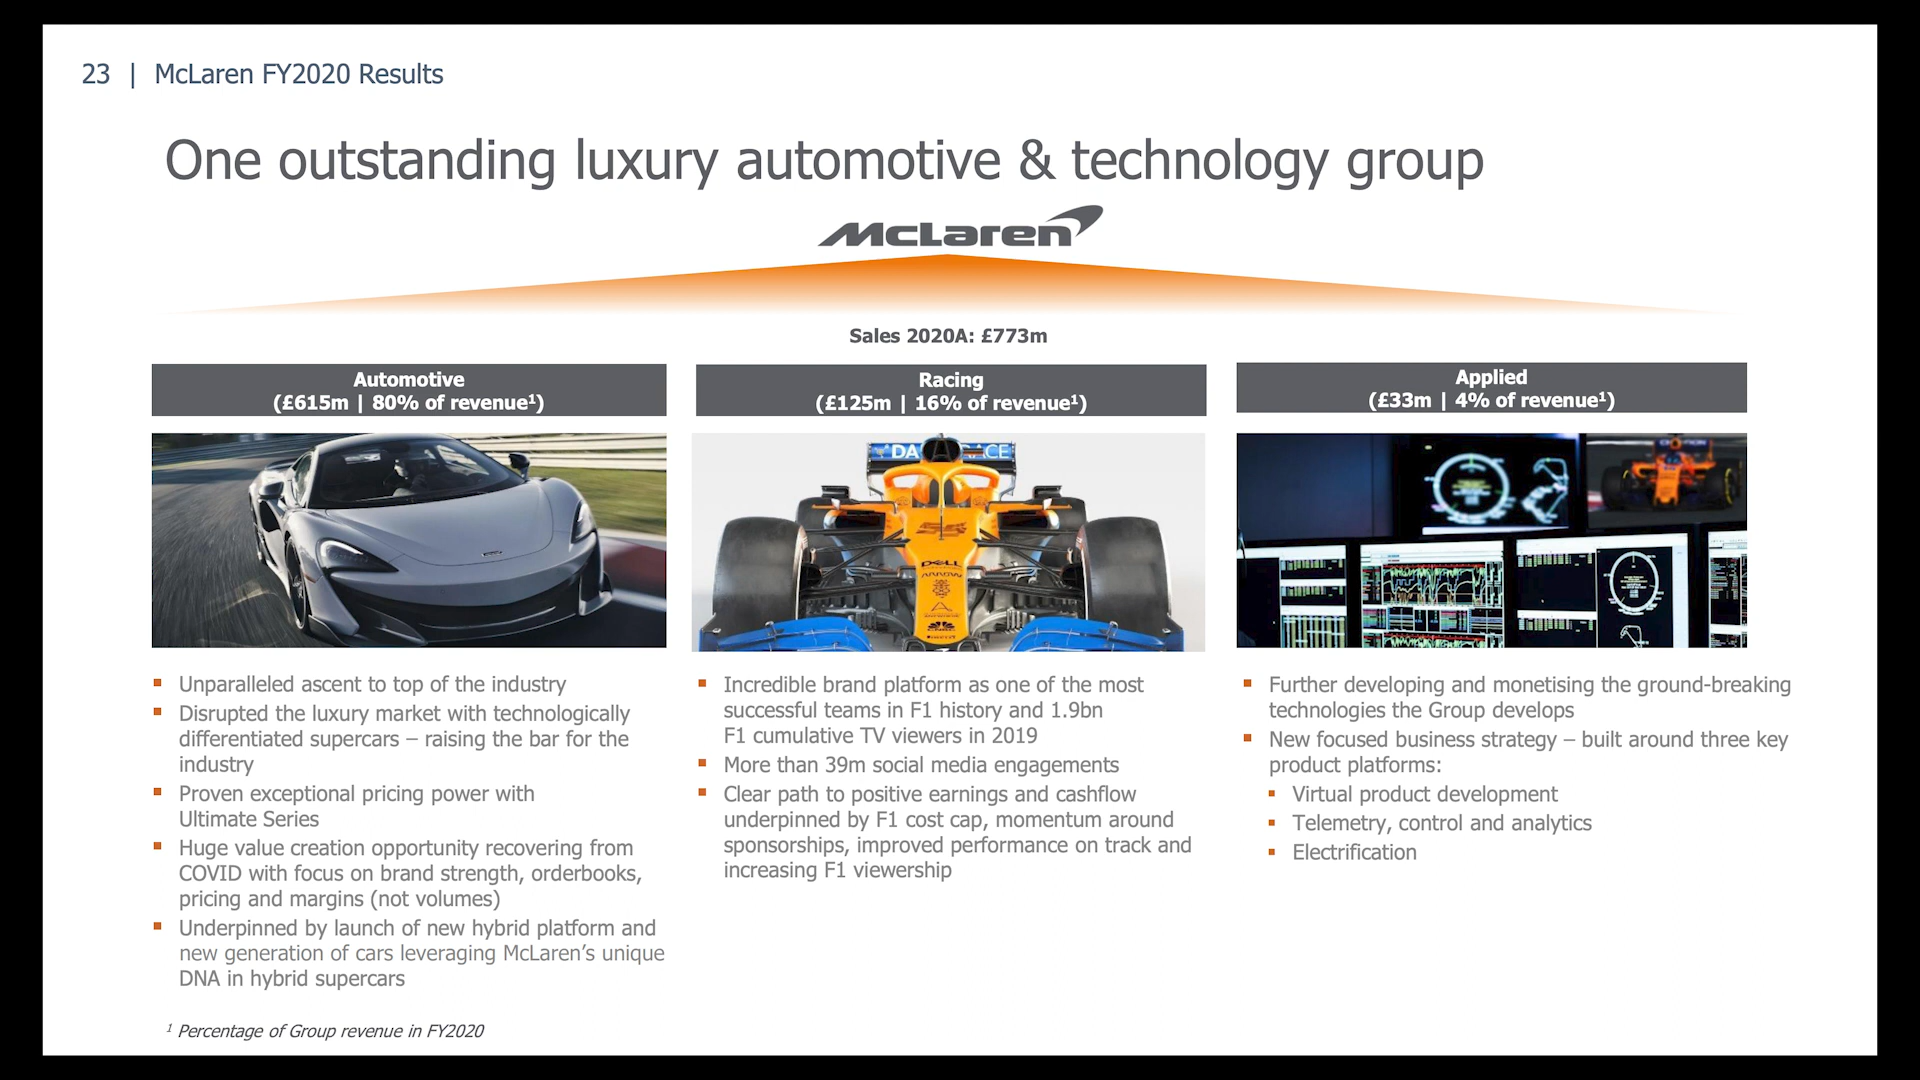 23 | McLaren FY2020 Results
One outstanding luxury automotive & technology group
McLaren
Sales 2020A: £773m
Automotive
(£615m | 80% of revenue¹)
Racing
(£125m | 16% of revenue¹)
Applied
(£33m | 4% of revenue¹)
DELL
ARROW
▪ Unparalleled ascent to top of the industry
▪ Disrupted the luxury market with technologically
differentiated supercars – raising the bar for the
industry
▪ Proven exceptional pricing power with
Ultimate Series
▪ Huge value creation opportunity recovering from
COVID with focus on brand strength, orderbooks,
pricing and margins (not volumes)
▪ Underpinned by launch of new hybrid platform and
new generation of cars leveraging McLaren’s unique
DNA in hybrid supercars
▪ Incredible brand platform as one of the most
successful teams in F1 history and 1.9bn
F1 cumulative TV viewers in 2019
▪ More than 39m social media engagements
▪ Clear path to positive earnings and cashflow
underpinned by F1 cost cap, momentum around
sponsorships, improved performance on track and
increasing F1 viewership
▪ Further developing and monetising the ground-breaking
technologies the Group develops
▪ New focused business strategy – built around three key
product platforms:
▪ Virtual product development
▪ Telemetry, control and analytics
▪ Electrification
¹ Percentage of Group revenue in FY2020